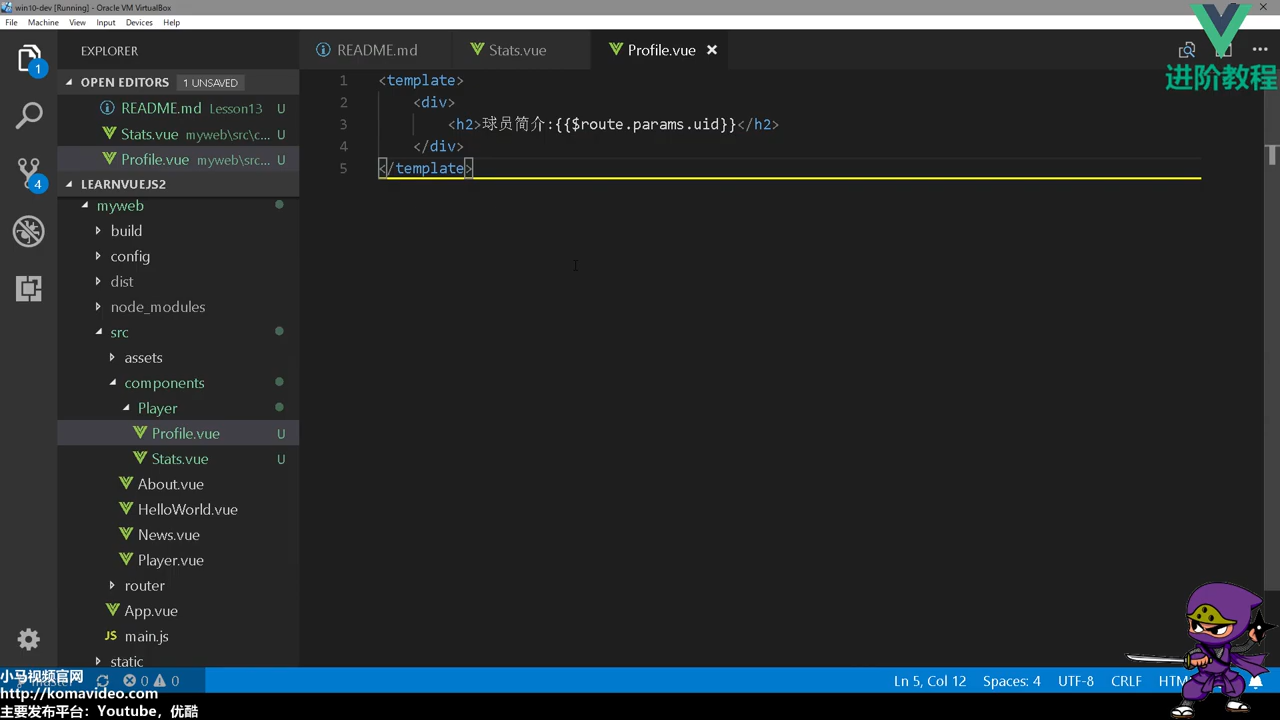 win10-dev [Running] - Oracle VM VirtualBox
File Machine View Input Devices Help
进阶教程
EXPLORER
OPEN EDITORS 1 UNSAVED
README.md Lesson13 U
Stats.vue myweb\src\c... U
Profile.vue myweb\src... U
LEARNVUEJS2
myweb
build
config
dist
node_modules
src
assets
components
Player
Profile.vue U
Stats.vue U
About.vue
HelloWorld.vue
News.vue
Player.vue
router
App.vue
JS main.js
static
1
4
README.md Stats.vue Profile.vue
1 <template>
2 <div>
3 <h2>球员简介:{{$route.params.uid}}</h2>
4 </div>
5 </template>
小马视频官网
http://komavideo.com
主要发布平台：Youtube，优酷
0 0
Ln 5, Col 12 Spaces: 4 UTF-8 CRLF